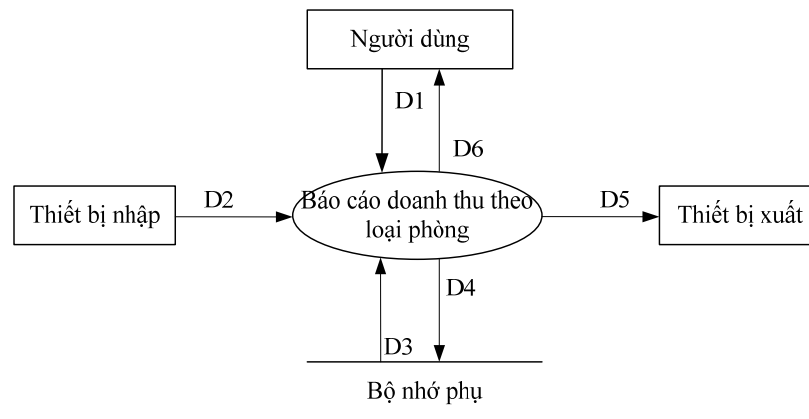 Người dùng
D1
D6
Thiết bị nhập
D2
Báo cáo doanh thu theo
loại phòng
D5
Thiết bị xuất
D4
D3
Bộ nhớ phụ